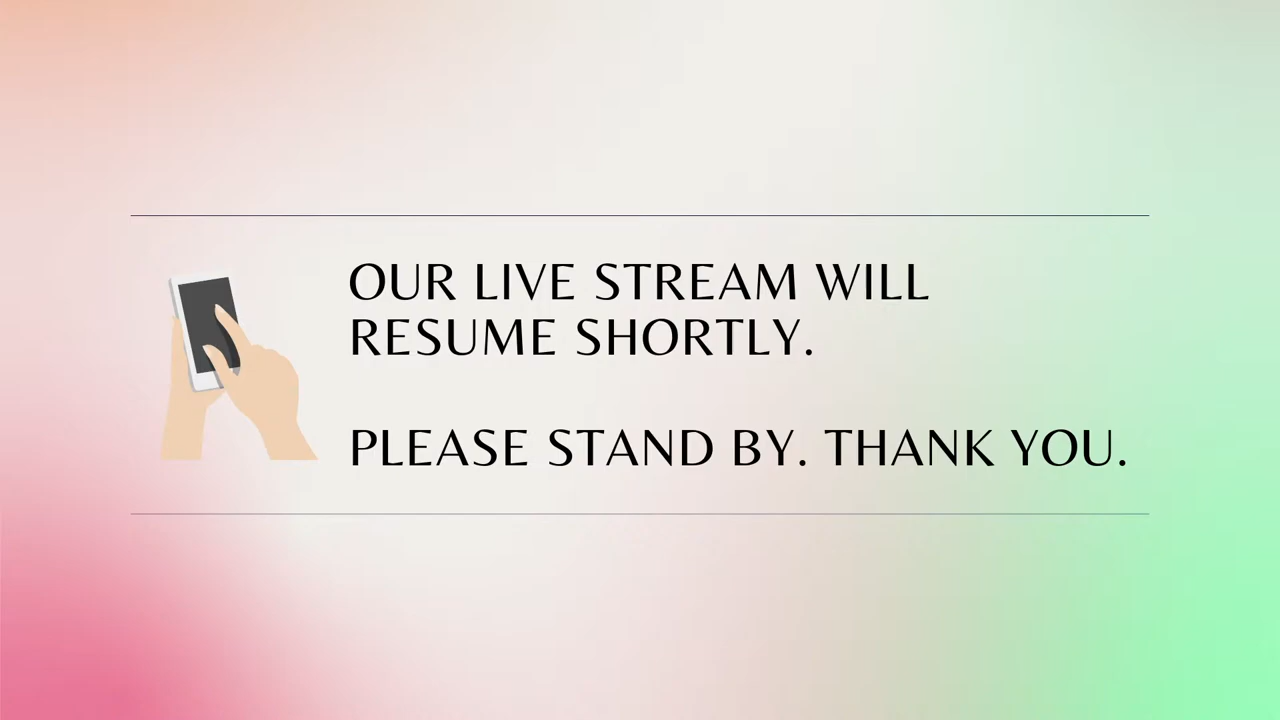 OUR LIVE STREAM WILL
RESUME SHORTLY.
PLEASE STAND BY. THANK YOU.